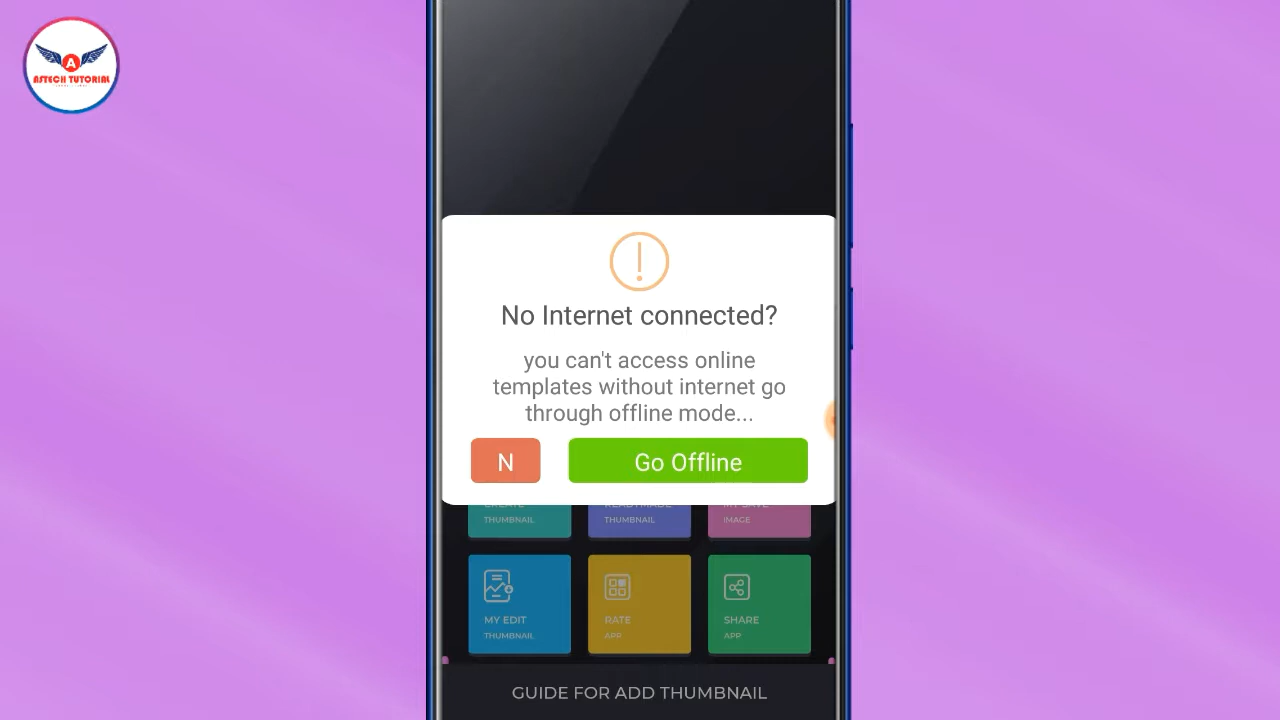 A
ASTECH TUTORIAL
No Internet connected?
you can't access online
templates without internet go
through offline mode...
N
Go Offline
THUMBNAIL
THUMBNAIL
IMAGE
MY EDIT
THUMBNAIL
RATE
APP
SHARE
APP
GUIDE FOR ADD THUMBNAIL